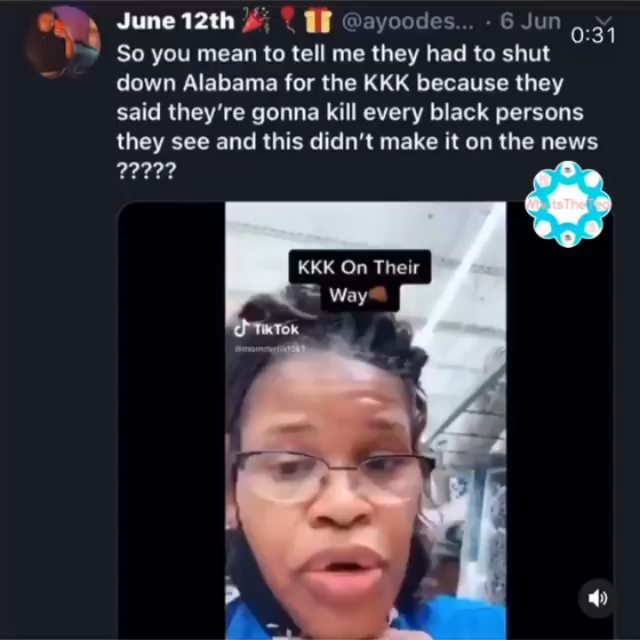 June 12th 🎉🎈🎁 @ayoodes... · 6 Jun
0:31
So you mean to tell me they had to shut
down Alabama for the KKK because they
said they're gonna kill every black persons
they see and this didn't make it on the news
?????
KKK On Their
Way
TikTok